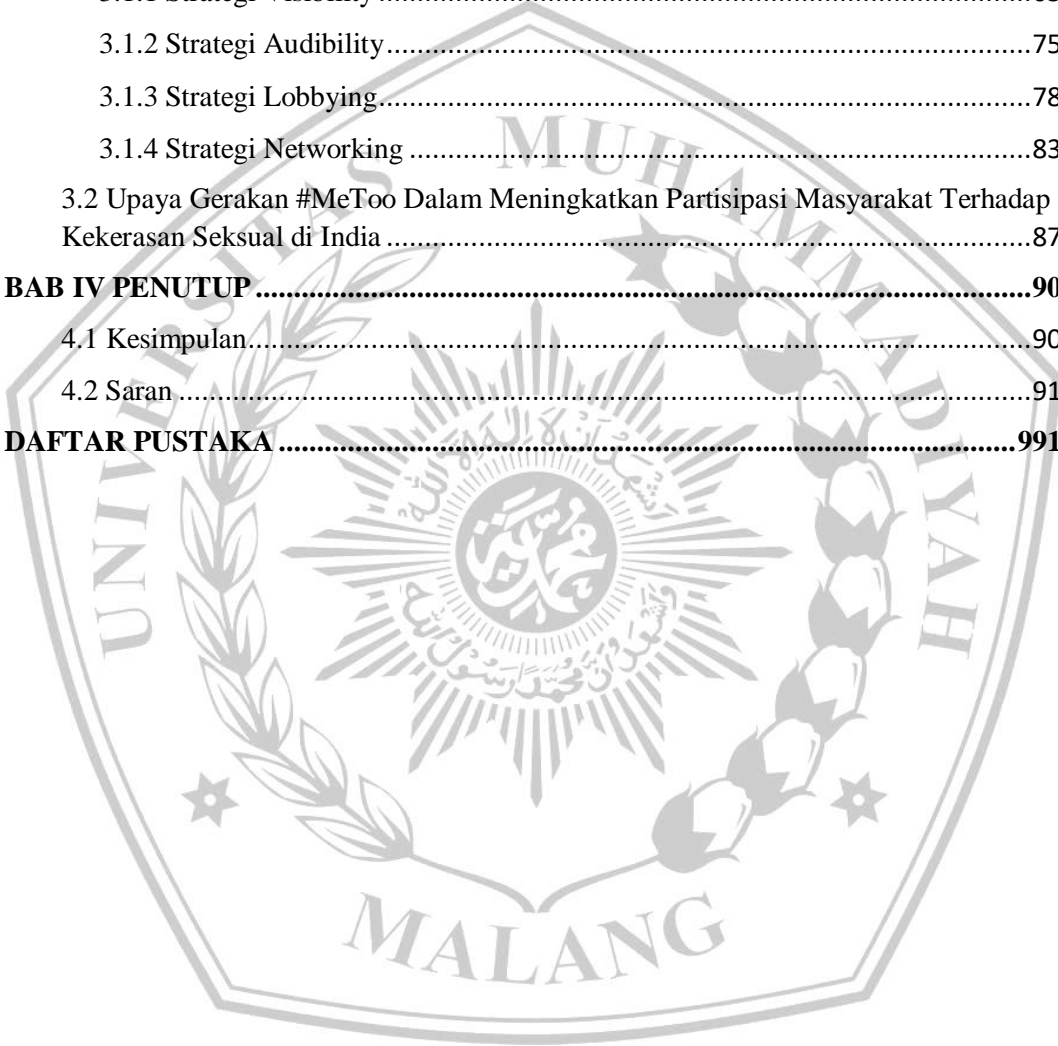 3.1.2 Strategi Audibility..........75
3.1.3 Strategi Lobbying..........78
3.1.4 Strategi Networking..........83
3.2 Upaya Gerakan #MeToo Dalam Meningkatkan Partisipasi Masyarakat Terhadap
Kekerasan Seksual di India..........87
BAB IV PENUTUP..........90
4.1 Kesimpulan..........90
4.2 Saran..........91
DAFTAR PUSTAKA..........991
UNIVERSITAS MUHAMMADIYAH
MALANG